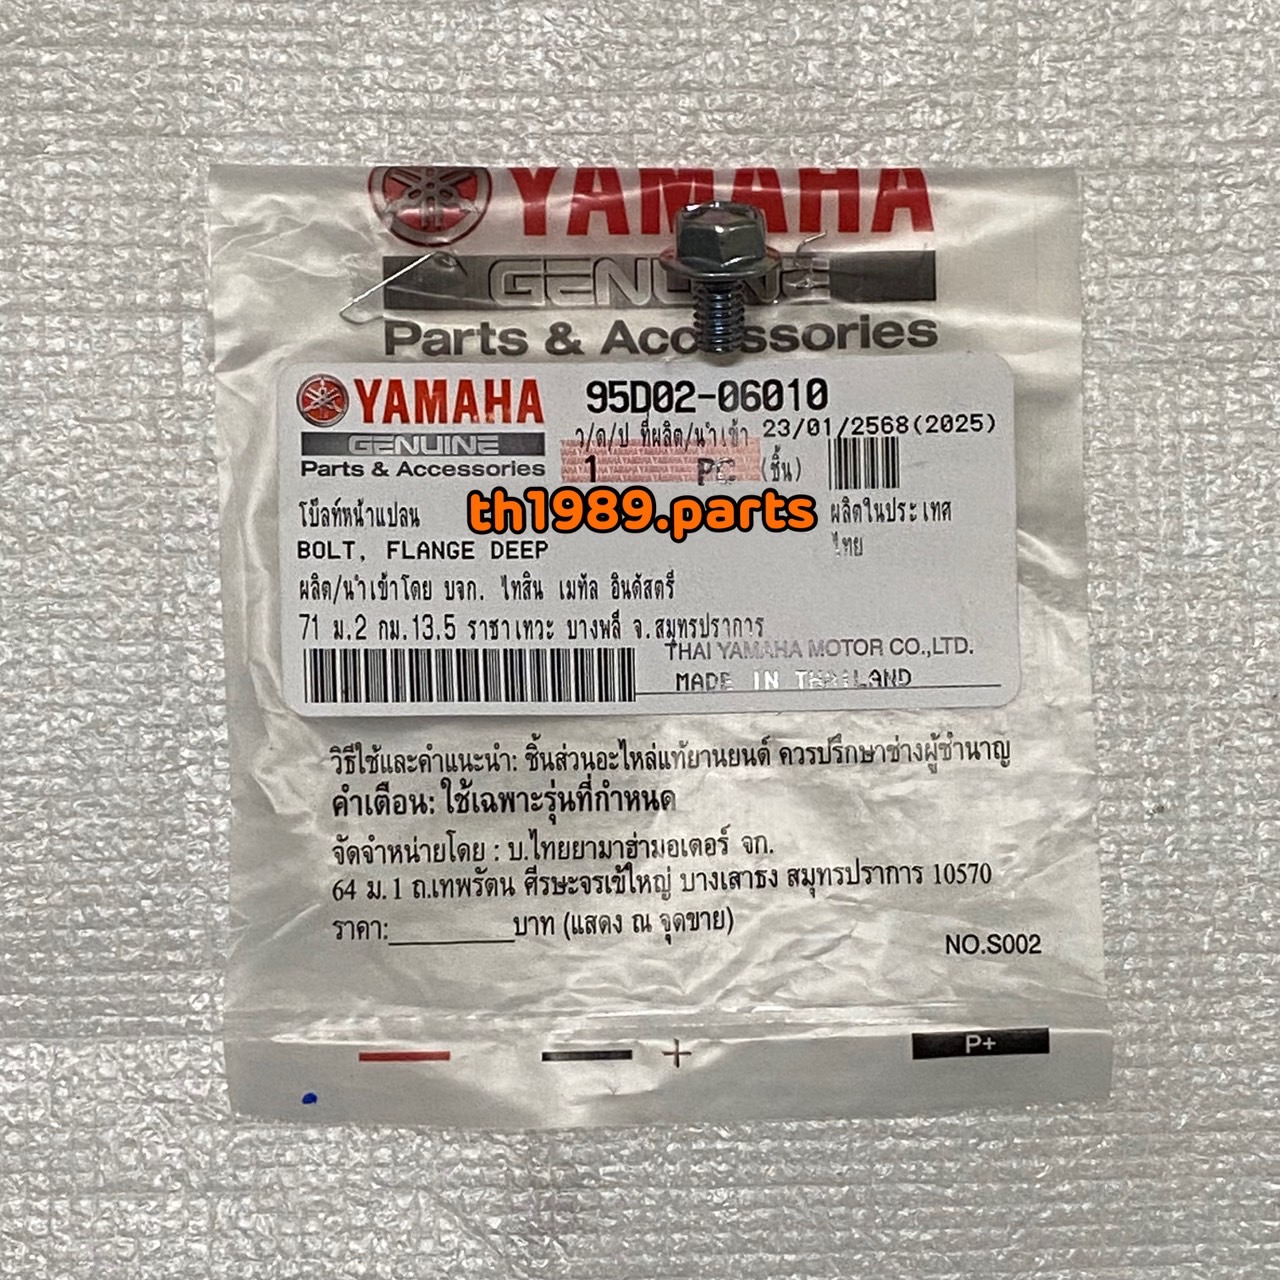 YAMAHA
GENUINE
Parts & Accessories
YAMAHA 95D02-06010
GENUINE ว/ด/ป ที่ผลิต/นำเข้า 23/01/2568(2025)
Parts & Accessories 1 PC (ชิ้น)
th1989.parts
โบ๊ลท์หน้าแปลน ผลิตในประเทศ
BOLT, FLANGE DEEP ไทย
ผลิต/นำเข้าโดย บจก. ไทสิน เมทัล อินดัสตรี่
71 ม.2 กม.13.5 ราชาเทวะ บางพลี จ.สมุทรปราการ
THAI YAMAHA MOTOR CO.,LTD.
MADE IN THAILAND
วิธีใช้และคำแนะนำ: ชิ้นส่วนอะไหล่แท้ยานยนต์ ควรปรึกษาช่างผู้ชำนาญ
คำเตือน: ใช้เฉพาะรุ่นที่กำหนด
จัดจำหน่ายโดย : บ.ไทยยามาฮ่ามอเตอร์ จก.
64 ม.1 ถ.เทพรัตน ศีรษะจรเข้ใหญ่ บางเสาธง สมุทรปราการ 10570
ราคา:________บาท (แสดง ณ จุดขาย)
NO.S002
P+